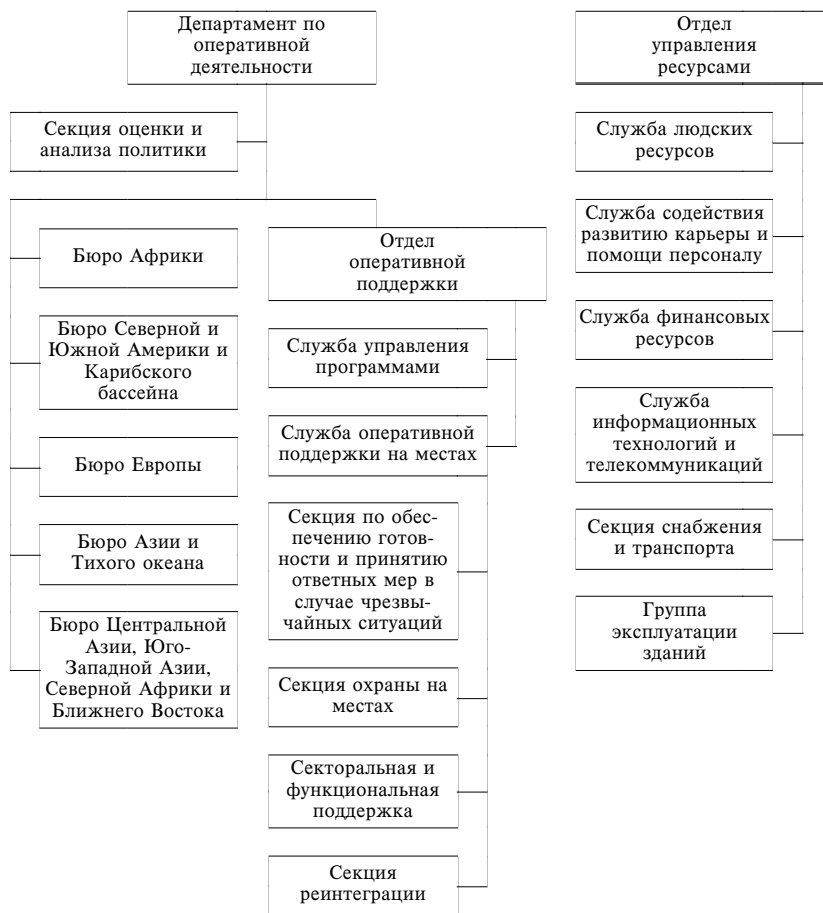 Департамент по
оперативной
деятельности
Секция оценки и
анализа политики
Бюро Африки
Бюро Северной и
Южной Америки и
Карибского
бассейна
Бюро Европы
Бюро Азии и
Тихого океана
Бюро Центральной
Азии, Юго-
Западной Азии,
Северной Африки и
Ближнего Востока
Отдел
оперативной
поддержки
Служба управления
программами
Служба оперативной
поддержки на местах
Секция по обес-
печению готов-
ности и принятию
ответных мер в
случае чрезвы-
чайных ситуаций
Секция охраны на
местах
Секторальная и
функциональная
поддержка
Секция
реинтеграции
Отдел
управления
ресурсами
Служба людских
ресурсов
Служба содействия
развитию карьеры и
помощи персоналу
Служба финансовых
ресурсов
Служба
информационных
технологий и
телекоммуникаций
Секция снабжения
и транспорта
Группа
эксплуатации
зданий